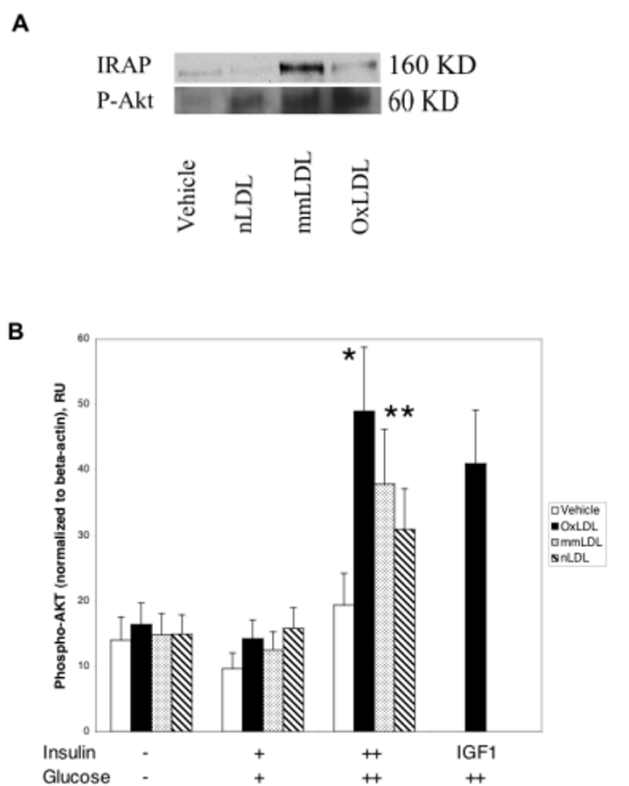 A
IRAP 160 KD
P-Akt 60 KD
Vehicle nLDL mmLDL OxLDL
B
Phospho-AKT (normalized to beta-actin), RU
60
50
40
30
20
10
0
* **
Vehicle
OxLDL
mmLDL
nLDL
Insulin - + ++ IGF1
Glucose - + ++ ++